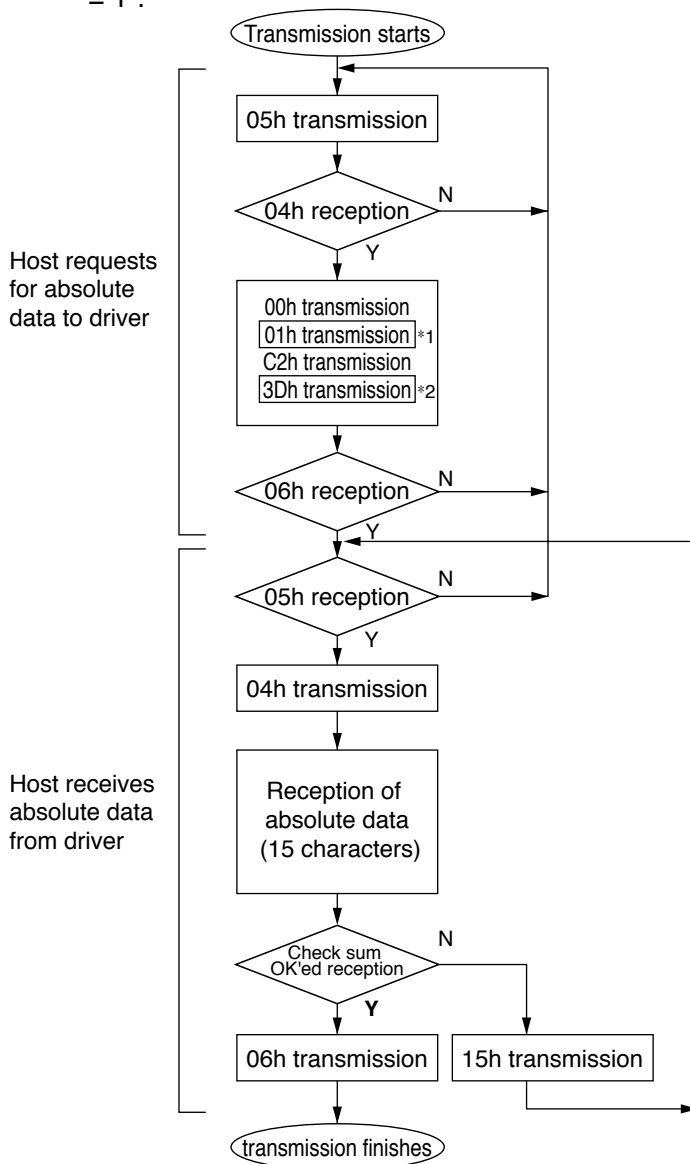 Transmission starts
05h transmission
04h reception
N
Y
Host requests
for absolute
data to driver
00h transmission
01h transmission *1
C2h transmission
3Dh transmission *2
06h reception
N
Y
05h reception
N
Y
04h transmission
Host receives
absolute data
from driver
Reception of
absolute data
(15 characters)
Check sum
OK'ed reception
N
Y
06h transmission
15h transmission
transmission finishes